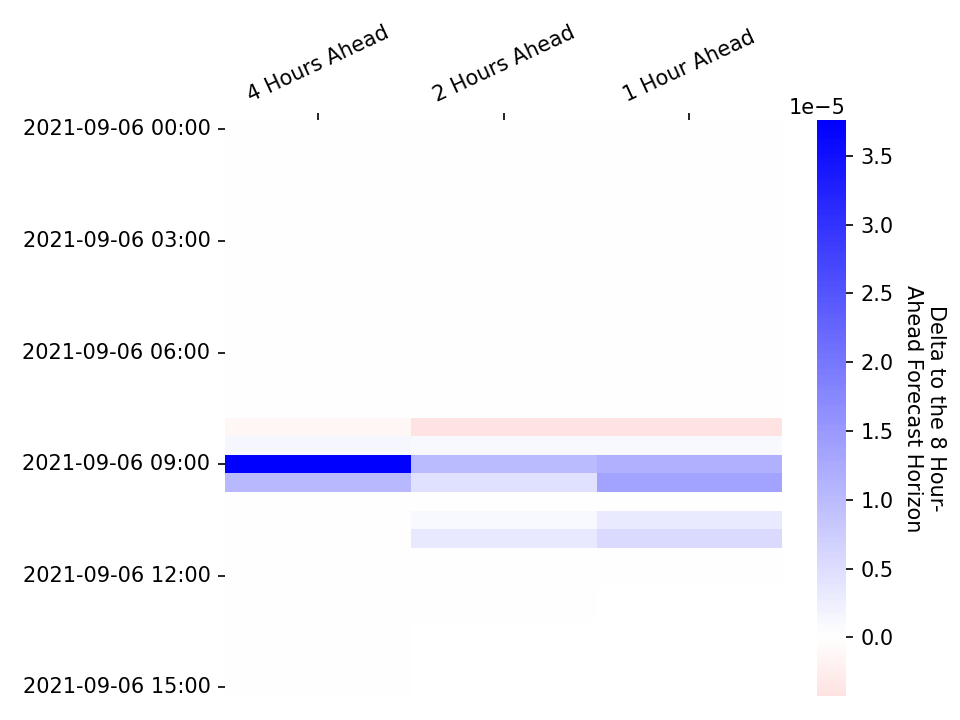 4 Hours Ahead
2 Hours Ahead
1 Hour Ahead
1e−5
2021-09-06 00:00
2021-09-06 03:00
2021-09-06 06:00
2021-09-06 09:00
2021-09-06 12:00
2021-09-06 15:00
3.5
3.0
2.5
2.0
1.5
1.0
0.5
0.0
Delta to the 8 Hour-
Ahead Forecast Horizon